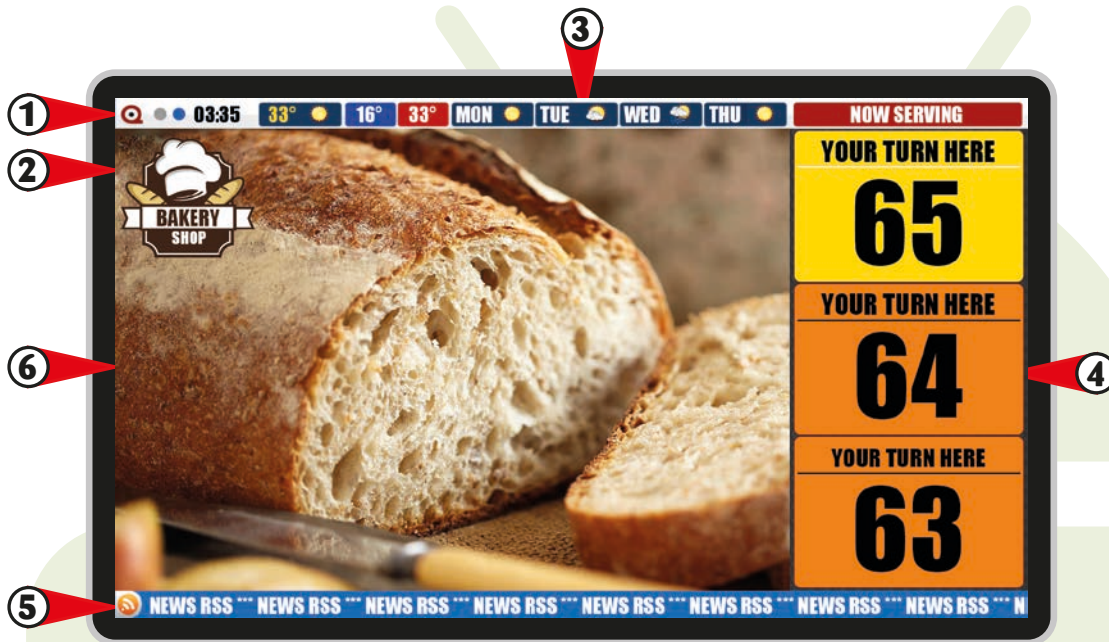 3
1
03:35 33° 16° 33° MON TUE WED THU NOW SERVING
2
BAKERY
SHOP
YOUR TURN HERE
65
YOUR TURN HERE
64
6
4
YOUR TURN HERE
63
5
NEWS RSS *** NEWS RSS *** NEWS RSS *** NEWS RSS *** NEWS RSS *** NEWS RSS *** NEWS RSS *** NEWS RSS *** N